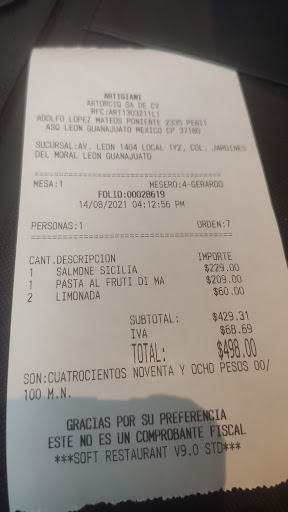 ARTIGIANI
ARTORCIO SA DE CV
RFC:ART1303211L1
ADOLFO LOPEZ MATEOS PONIENTE 2335 PENIT
ASQ LEON GUANAJUATO MEXICO CP 37180
SUCURSAL:AV. LEON 1404 LOCAL 1Y2, COL. JARDINES
DEL MORAL LEON GUANAJUATO
=====================================
MESA:1 MESERO:4-GERARDO
FOLIO:00028619
14/08/2021 04:12:56 PM
PERSONAS:1 ORDEN:7
=====================================
CANT.DESCRIPCION IMPORTE
1 SALMONE SICILIA $229.00
1 PASTA AL FRUTI DI MA $209.00
2 LIMONADA $60.00
SUBTOTAL: $429.31
IVA $68.69
TOTAL: $498.00
SON:CUATROCIENTOS NOVENTA Y OCHO PESOS 00/
100 M.N.
GRACIAS POR SU PREFERENCIA
ESTE NO ES UN COMPROBANTE FISCAL
***SOFT RESTAURANT V9.0 STD***